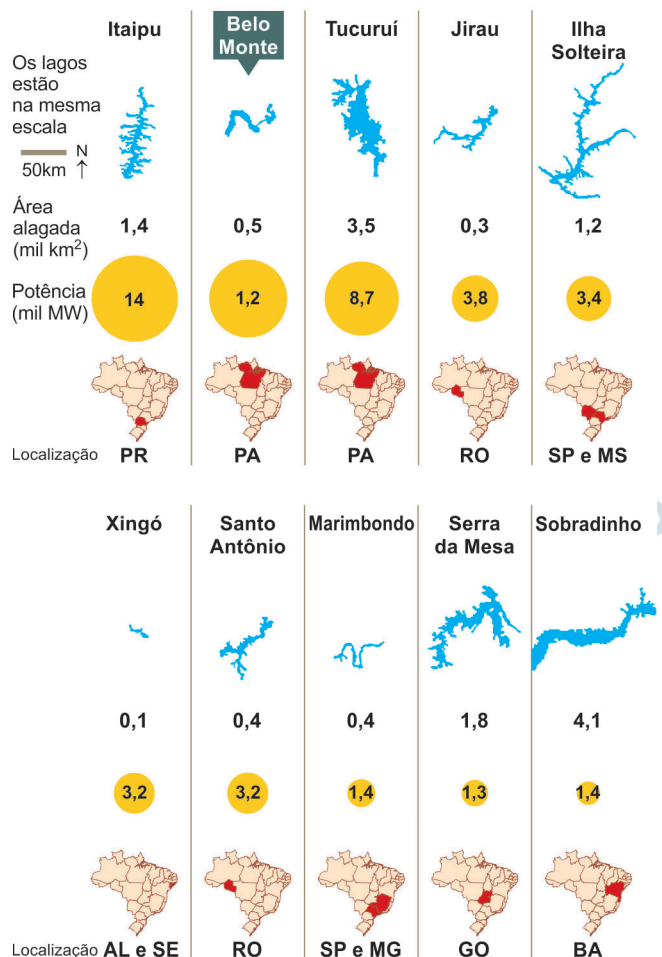 Itaipu
Belo
Monte
Tucuruí
Jirau
Ilha
Solteira
Os lagos
estão
na mesma
escala
N
50km
Área
alagada
(mil km²)
1,4
0,5
3,5
0,3
1,2
Potência
(mil MW)
14
1,2
8,7
3,8
3,4
Localização
PR
PA
PA
RO
SP e MS
Xingó
Santo
Antônio
Marimbondo
Serra
da Mesa
Sobradinho
0,1
0,4
0,4
1,8
4,1
3,2
3,2
1,4
1,3
1,4
Localização
AL e SE
RO
SP e MG
GO
BA